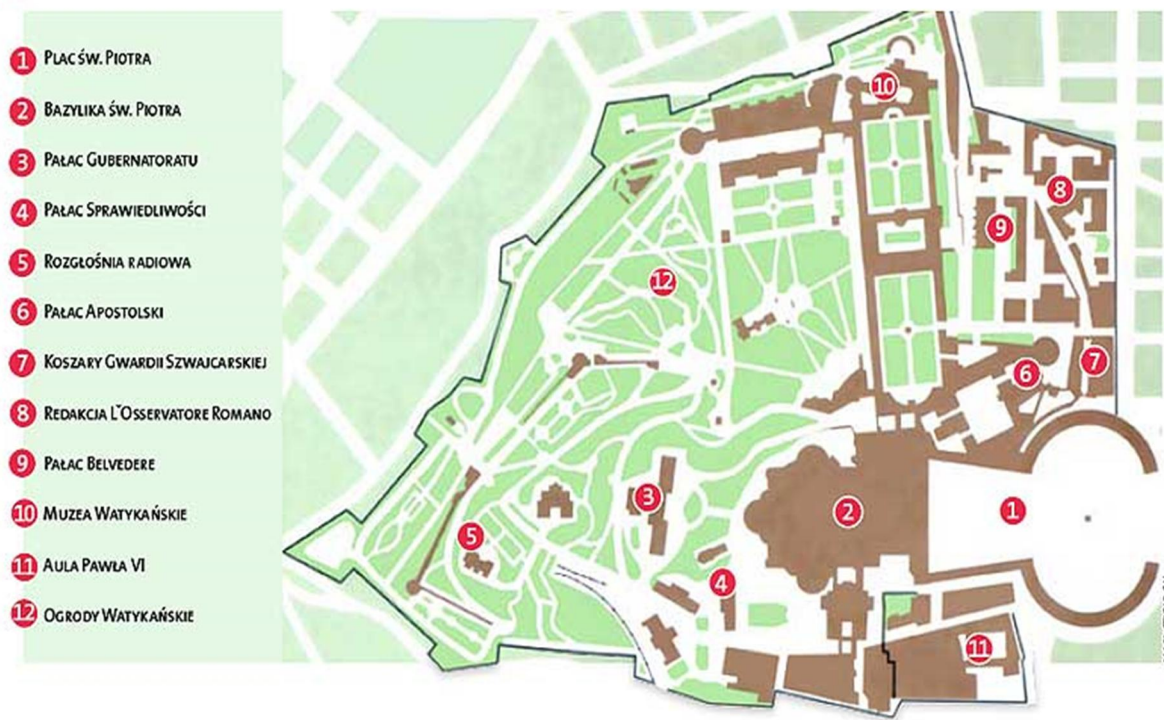 1 PLAC ŚW. PIOTRA
2 BAZYLIKA ŚW. PIOTRA
3 PAŁAC GUBERNATORATU
4 PAŁAC SPRAWIEDLIWOŚCI
5 ROZGŁOŚNIA RADIOWA
6 PAŁAC APOSTOLSKI
7 KOSZARY GWARDII SZWAJCARSKIEJ
8 REDAKCJA L'OSSERVATORE ROMANO
9 PAŁAC BELVEDERE
10 MUZEA WATYKAŃSKIE
11 AULA PAWŁA VI
12 OGRODY WATYKAŃSKIE
10
8
9
12
6
7
3
2
1
5
4
11